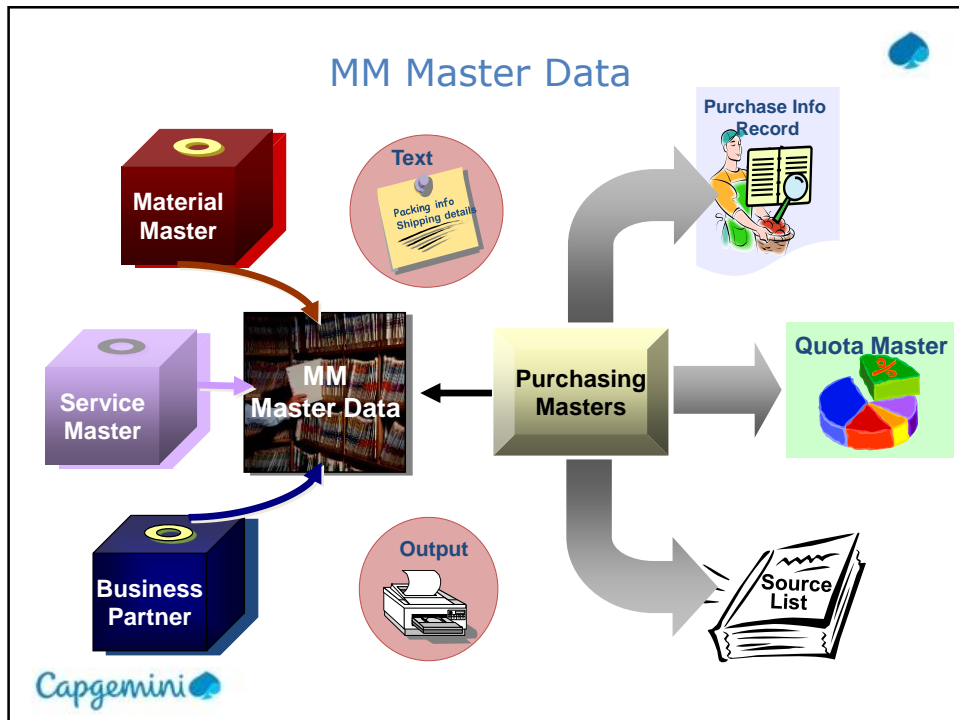 MM Master Data
Purchase Info
Record
Text
Packing info
Shipping details
Material
Master
Quota Master
%
MM
Master Data
Purchasing
Masters
Service
Master
Output
Business
Partner
Source
List
Capgemini